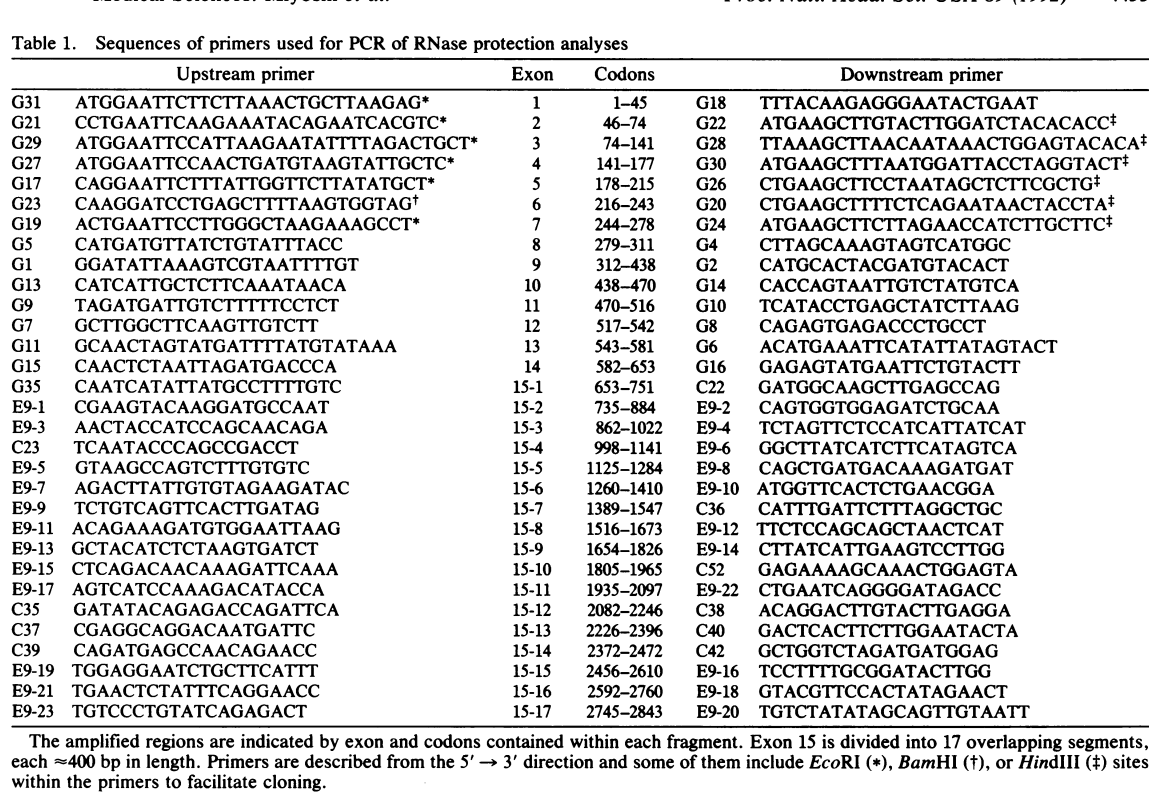 Table 1. Sequences of primers used for PCR of RNase protection analyses
Upstream primer Exon Codons Downstream primer
G31 ATGGAATTCTTCTTAAACTGCTTAAGAG* 1 1–45 G18 TTTACAAGAGGGAATACTGAAT
G21 CCTGAATTCAAGAAATACAGAATCACGTC* 2 46–74 G22 ATGAAGCTTGTACTTGGATCTACACACC‡
G29 ATGGAATTCCATTAAGAATATTTTAGACTGCT* 3 74–141 G28 TTAAAGCTTAACAATAAACTGGAGTACACA‡
G27 ATGGAATTCCAACTGATGTAAGTATTGCTC* 4 141–177 G30 ATGAAGCTTTAATGGATTACCTAGGTACT‡
G17 CAGGAATTCTTTATTGGTTCTTATATGCT* 5 178–215 G26 CTGAAGCTTCCTAATAGCTCTTCGCTG‡
G23 CAAGGATCCTGAGCTTTTAAGTGGTAG† 6 216–243 G20 CTGAAGCTTTTCTCAGAATAACTACCTA‡
G19 ACTGAATTCCTTGGGCTAAGAAAGCCT* 7 244–278 G24 ATGAAGCTTCTTAGAACCATCTTGCTTC‡
G5 CATGATGTTATCTGTATTTACC 8 279–311 G4 CTTAGCAAAGTAGTCATGGC
G1 GGATATTAAAGTCGTAATTTTGT 9 312–438 G2 CATGCACTACGATGTACACT
G13 CATCATTGCTCTTCAAATAACA 10 438–470 G14 CACCAGTAATTGTCTATGTCA
G9 TAGATGATTGTCTTTTTCCTCT 11 470–516 G10 TCATACCTGAGCTATCTTAAG
G7 GCTTGGCTTCAAGTTGTCTT 12 517–542 G8 CAGAGTGAGACCCTGCCT
G11 GCAACTAGTATGATTTTATGTATAAA 13 543–581 G6 ACATGAAATTCATATTATAGTACT
G15 CAACTCTAATTAGATGACCCA 14 582–653 G16 GAGAGTATGAATTCTGTACTT
G35 CAATCATATTATGCCTTTTGTC 15-1 653–751 C22 GATGGCAAGCTTGAGCCAG
E9-1 CGAAGTACAAGGATGCCAAT 15-2 735–884 E9-2 CAGTGGTGGAGATCTGCAA
E9-3 AACTACCATCCAGCAACAGA 15-3 862–1022 E9-4 TCTAGTTCTCCATCATTATCAT
C23 TCAATACCCAGCCGACCT 15-4 998–1141 E9-6 GGCTTATCATCTTCATAGTCA
E9-5 GTAAGCCAGTCTTTGTGTC 15-5 1125–1284 E9-8 CAGCTGATGACAAAGATGAT
E9-7 AGACTTATTGTGTAGAAGATAC 15-6 1260–1410 E9-10 ATGGTTCACTCTGAACGGA
E9-9 TCTGTCAGTTCACTTGATAG 15-7 1389–1547 C36 CATTTGATTCTTTAGGCTGC
E9-11 ACAGAAAGATGTGGAATTAAG 15-8 1516–1673 E9-12 TTCTCCAGCAGCTAACTCAT
E9-13 GCTACATCTCTAAGTGATCT 15-9 1654–1826 E9-14 CTTATCATTGAAGTCCTTGG
E9-15 CTCAGACAACAAAGATTCAAA 15-10 1805–1965 C52 GAGAAAAGCAAACTGGAGTA
E9-17 AGTCATCCAAAGACATACCA 15-11 1935–2097 E9-22 CTGAATCAGGGGATAGACC
C35 GATATACAGAGACCAGATTCA 15-12 2082–2246 C38 ACAGGACTTGTACTTGAGGA
C37 CGAGGCAGGACAATGATTC 15-13 2226–2396 C40 GACTCACTTCTTGGAATACTA
C39 CAGATGAGCCAACAGAACC 15-14 2372–2472 C42 GCTGGTCTAGATGATGGAG
E9-19 TGGAGGAATCTGCTTCATTT 15-15 2456–2610 E9-16 TCCTTTTGCGGATACTTGG
E9-21 TGAACTCTATTTCAGGAACC 15-16 2592–2760 E9-18 GTACGTTCCACTATAGAACT
E9-23 TGTCCCTGTATCAGAGACT 15-17 2745–2843 E9-20 TGTCTATATAGCAGTTGTAATT
The amplified regions are indicated by exon and codons contained within each fragment. Exon 15 is divided into 17 overlapping segments,
each ≈400 bp in length. Primers are described from the 5′ → 3′ direction and some of them include EcoRI (*), BamHI (†), or HindIII (‡) sites
within the primers to facilitate cloning.